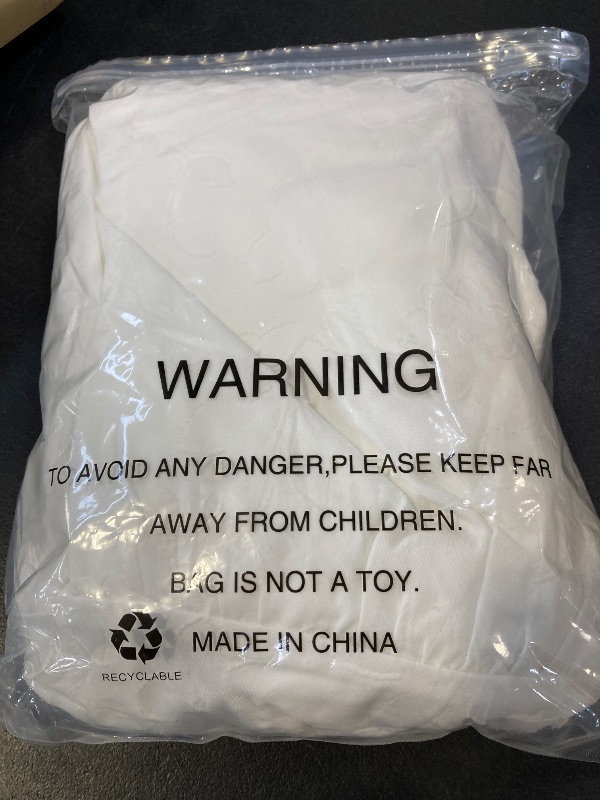 WARNING
TO AVOID ANY DANGER,PLEASE KEEP FAR
AWAY FROM CHILDREN.
BAG IS NOT A TOY.
MADE IN CHINA
RECYCLABLE